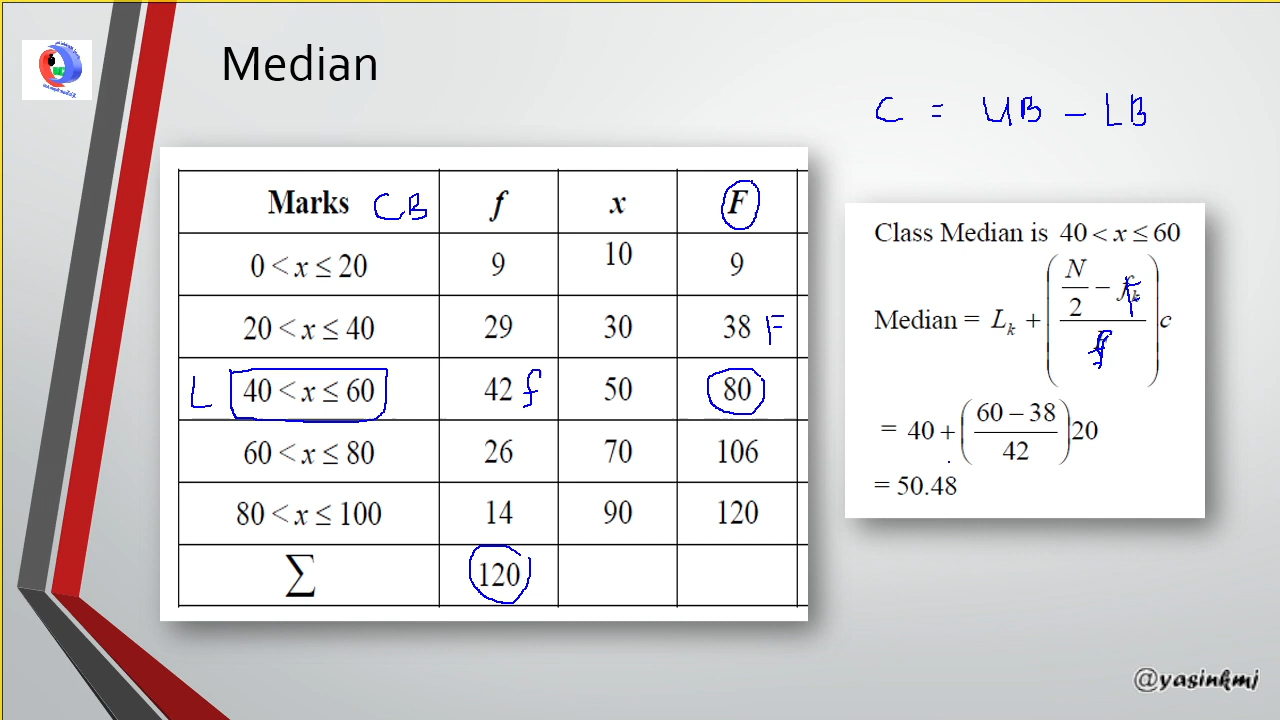 Median
C = UB - LB
Marks CB f x F
0 < x ≤ 20 9 10 9
20 < x ≤ 40 29 30 38 F
L 40 < x ≤ 60 42 f 50 80
60 < x ≤ 80 26 70 106
80 < x ≤ 100 14 90 120
∑ 120
Class Median is 40 < x ≤ 60
Median = L_k + ( (N/2 − F) / f ) c
= 40 + ( (60 − 38) / 42 ) 20
= 50.48
@yasinkmj